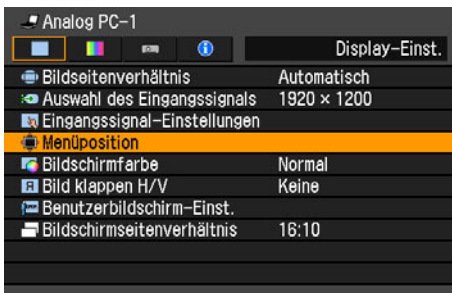 Analog PC-1
Display-Einst.
Bildseitenverhältnis Automatisch
Auswahl des Eingangssignals 1920 × 1200
Eingangssignal-Einstellungen
Menüposition
Bildschirmfarbe Normal
Bild klappen H/V Keine
Benutzerbildschirm-Einst.
Bildschirmseitenverhältnis 16:10